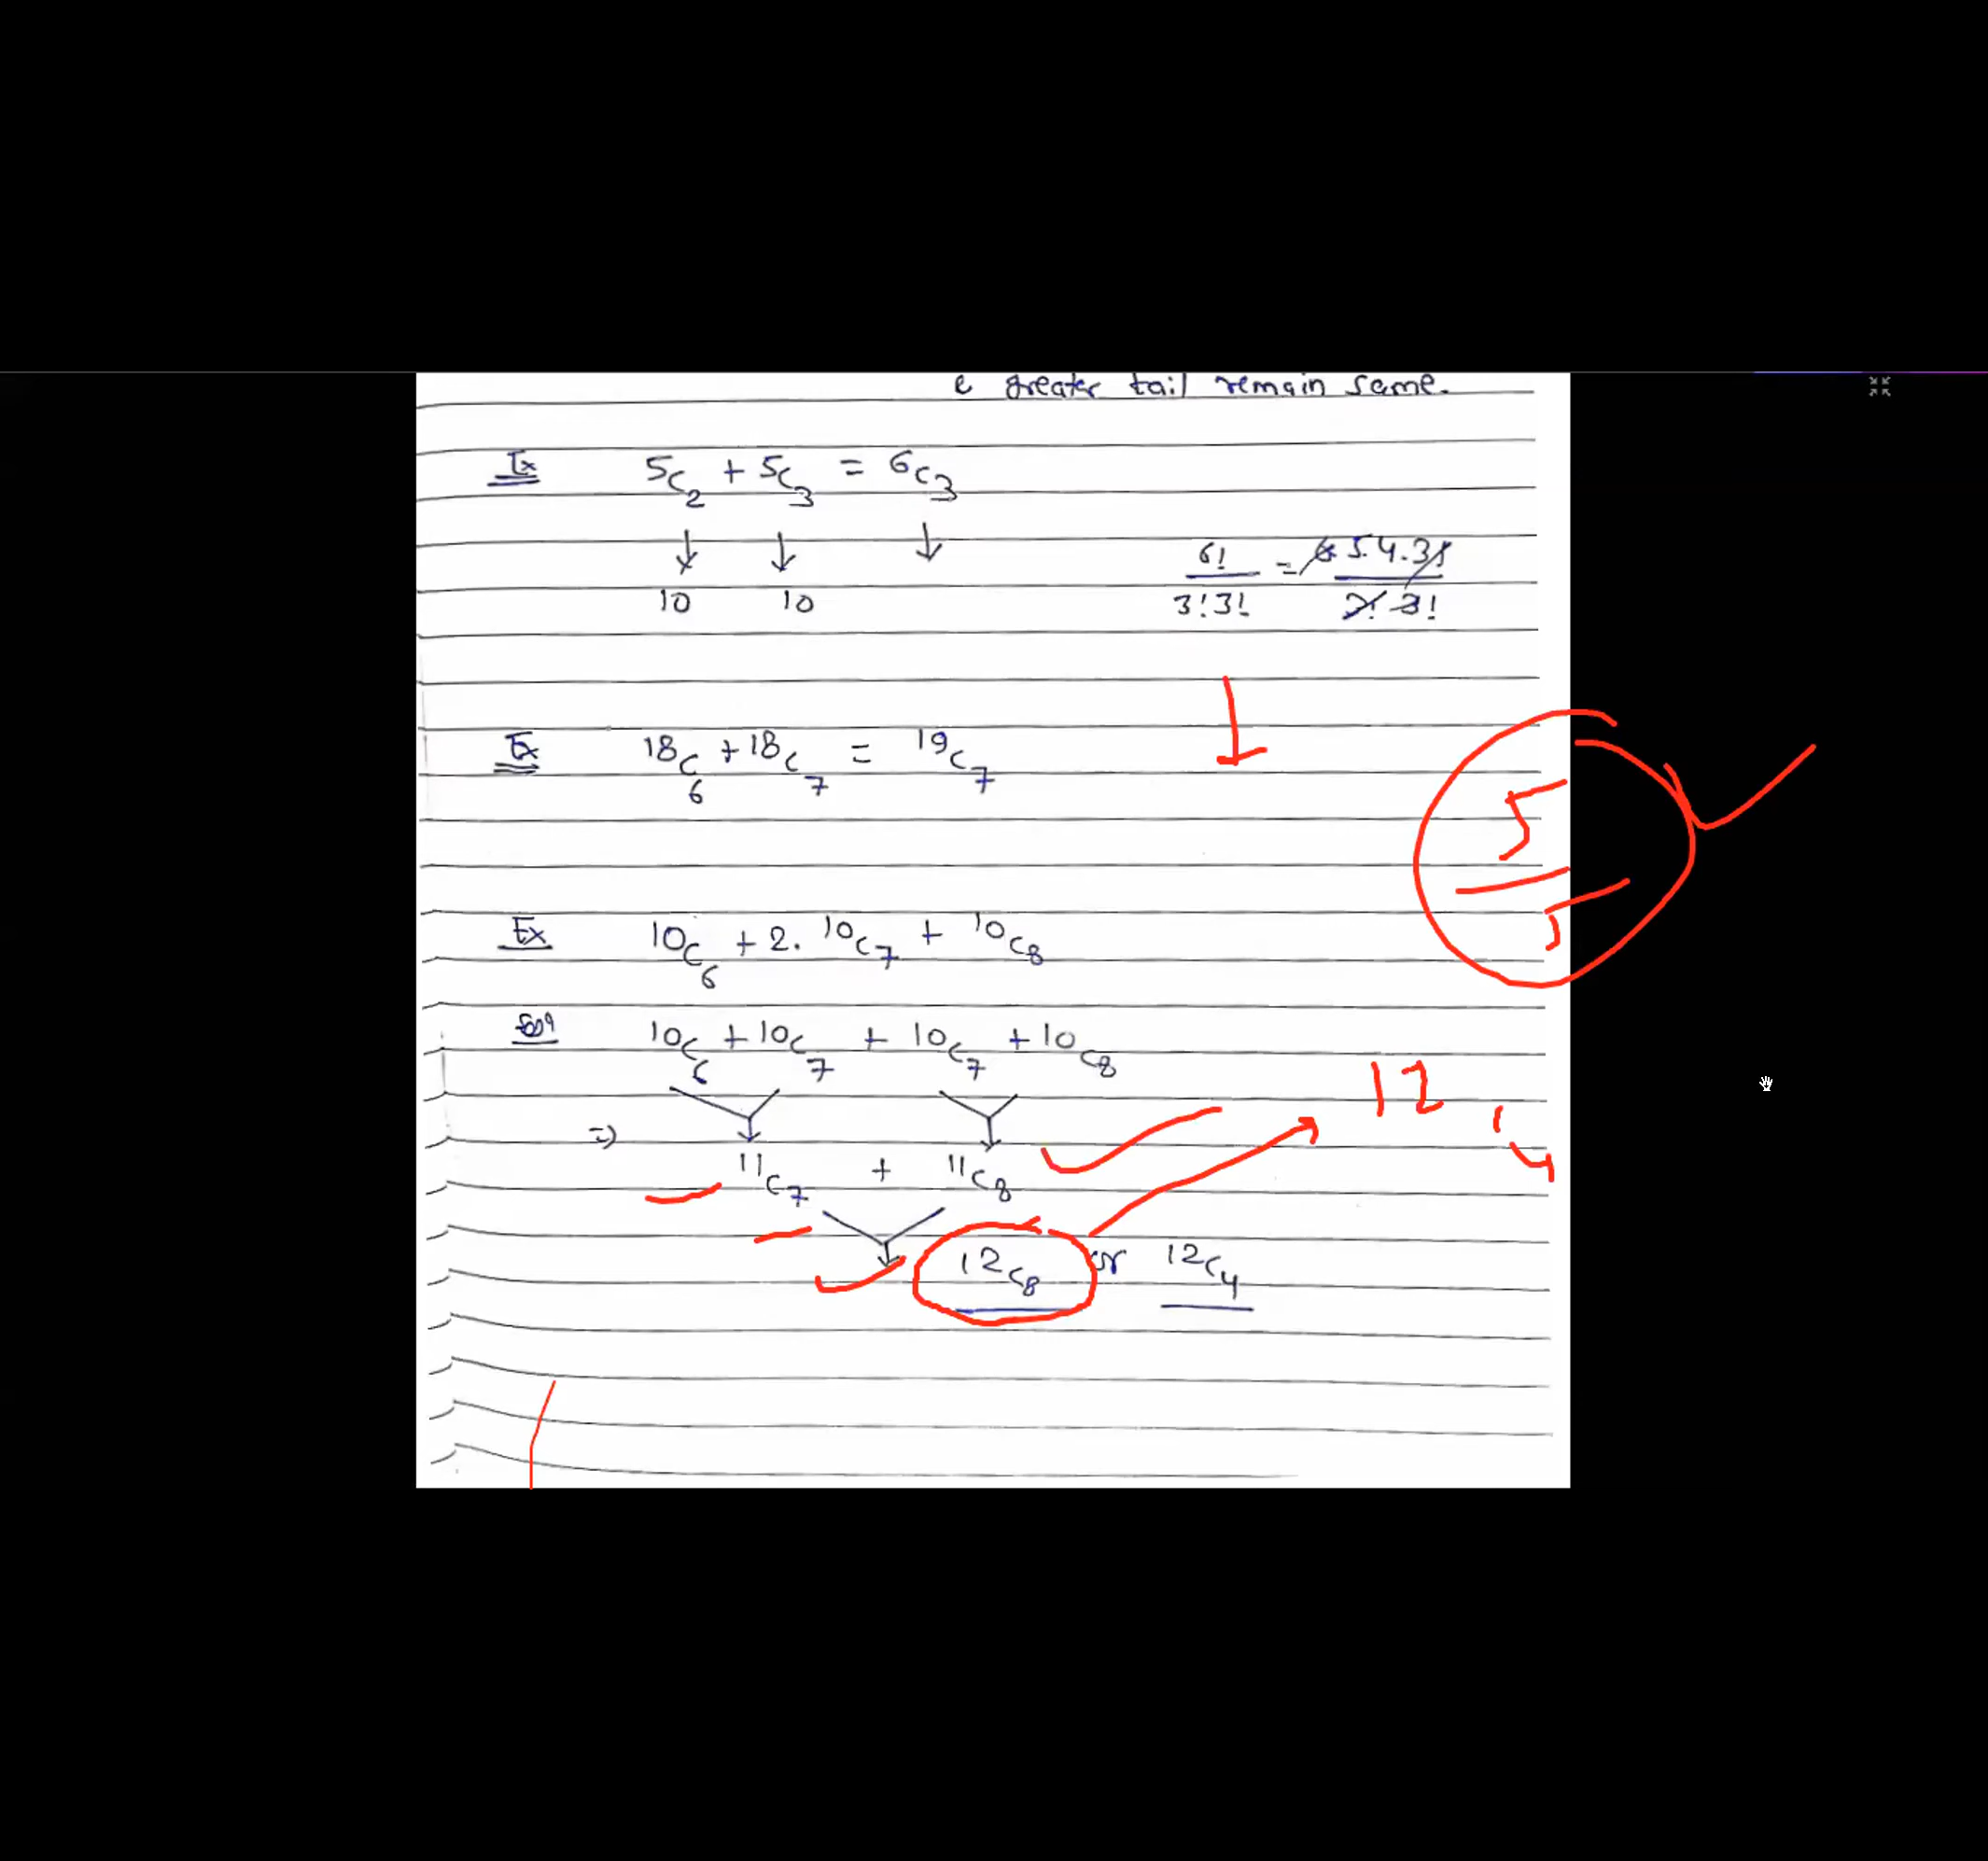 e greater tail remain same.
Ex 5C2 + 5C3 = 6C3
10 10
6! / 3!3! = 6 5.4.3! / 3! 3!
Ex 18C6 + 18C7 = 19C7
5
5
Ex 10C6 + 2. 10C7 + 10C8
Soln 10C6 + 10C7 + 10C7 + 10C8
12
4
=) 11C7 + 11C8
12C8 or 12C4